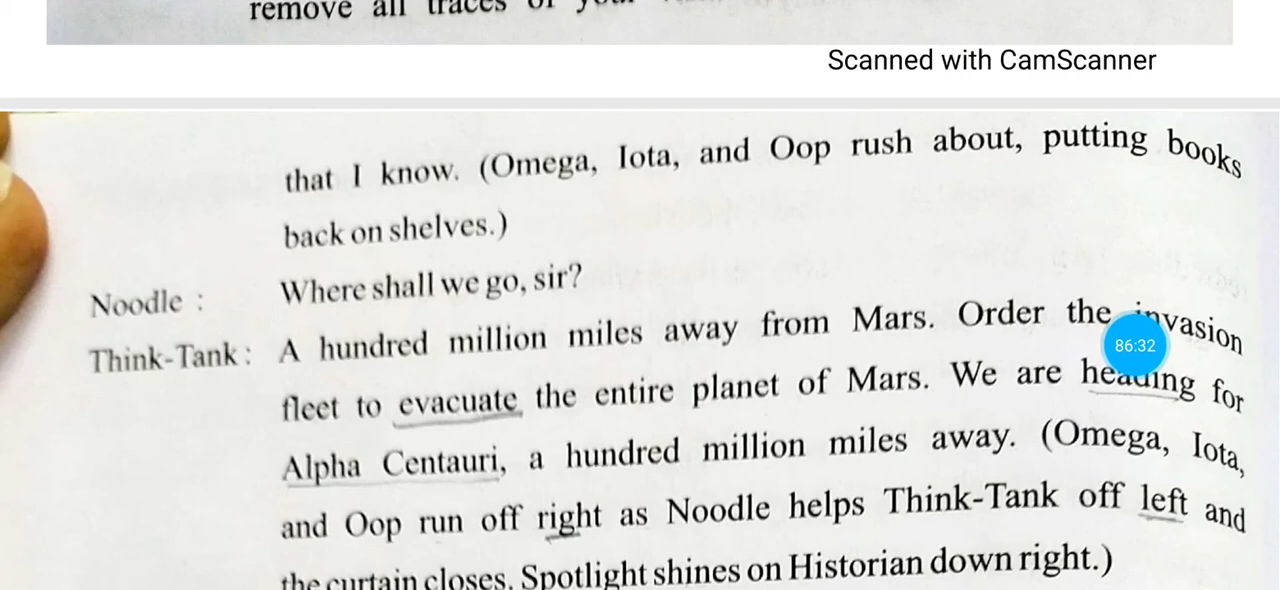 remove all traces of
Scanned with CamScanner
that I know. (Omega, Iota, and Oop rush about, putting books
back on shelves.)
Noodle : Where shall we go, sir?
Think-Tank : A hundred million miles away from Mars. Order the invasion
86:32
fleet to evacuate the entire planet of Mars. We are heading for
Alpha Centauri, a hundred million miles away. (Omega, Iota,
and Oop run off right as Noodle helps Think-Tank off left and
the curtain closes. Spotlight shines on Historian down right.)